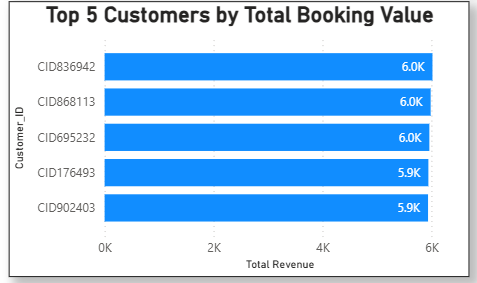 Top 5 Customers by Total Booking Value
CID836942 6.0K
CID868113 6.0K
CID695232 6.0K
CID176493 5.9K
CID902403 5.9K
Customer_ID
0K 2K 4K 6K
Total Revenue